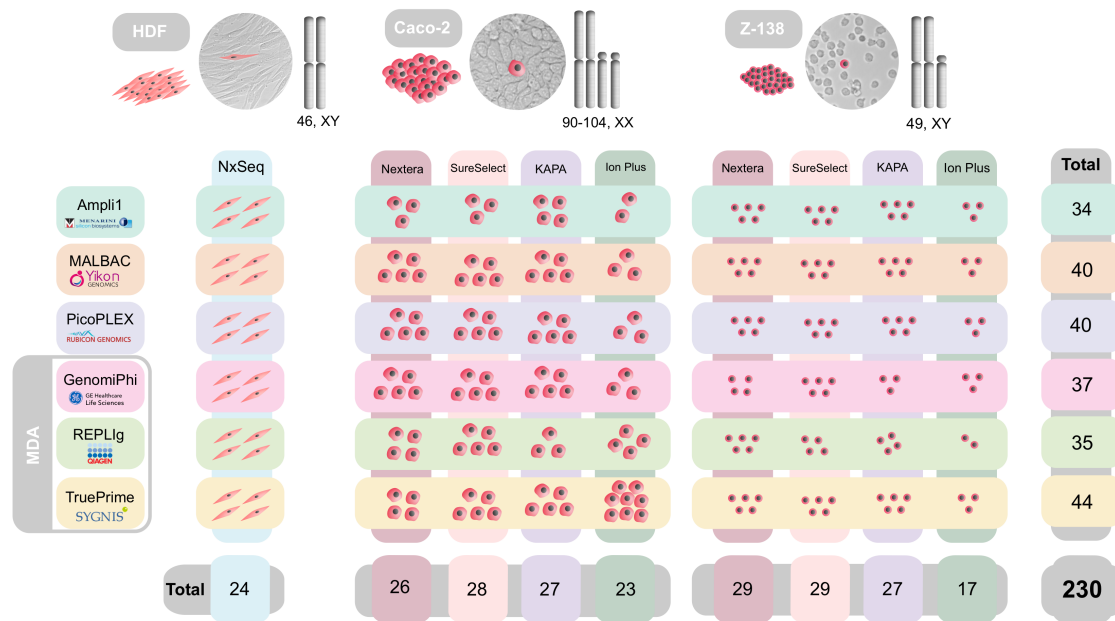 HDF
Caco-2
Z-138
46, XY
90-104, XX
49, XY
NxSeq
Nextera
SureSelect
KAPA
Ion Plus
Nextera
SureSelect
KAPA
Ion Plus
Total
Ampli1
MENARINI
silicon biosystems
34
MALBAC
Yikon
GENOMICS
40
PicoPLEX
RUBICON GENOMICS
40
MDA
GenomiPhi
GE Healthcare
Life Sciences
37
REPLIg
QIAGEN
35
TruePrime
SYGNIS
44
Total
24
26
28
27
23
29
29
27
17
230